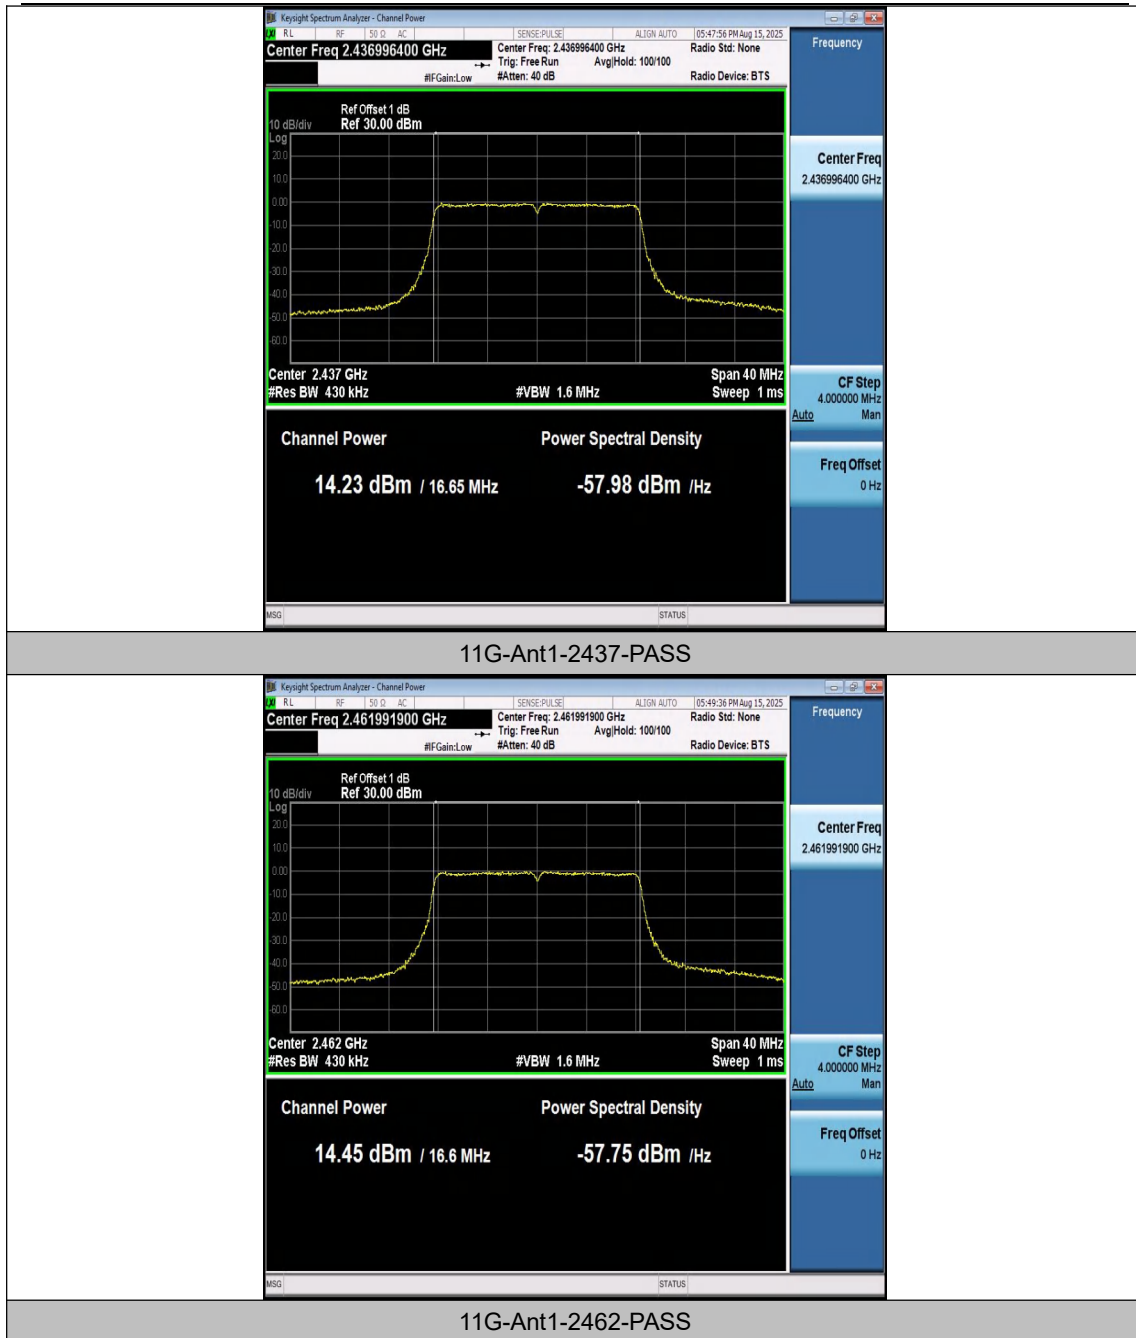 Keysight Spectrum Analyzer - Channel Power
LXI RL RF 50 Ω AC SENSE:PULSE ALIGN AUTO 05:47:56 PM Aug 15, 2025
Center Freq 2.436996400 GHz Center Freq: 2.436996400 GHz Radio Std: None Frequency
Trig: Free Run Avg|Hold: 100/100
#IFGain:Low #Atten: 40 dB Radio Device: BTS
Ref Offset 1 dB
10 dB/div Ref 30.00 dBm
Log
20.0
10.0
0.00
-10.0
-20.0
-30.0
-40.0
-50.0
-60.0
Center Freq
2.436996400 GHz
Center 2.437 GHz Span 40 MHz
#Res BW 430 kHz #VBW 1.6 MHz Sweep 1 ms
CF Step
4.000000 MHz
Auto Man
Channel Power Power Spectral Density
14.23 dBm / 16.65 MHz -57.98 dBm /Hz
Freq Offset
0 Hz
MSG STATUS
11G-Ant1-2437-PASS
Keysight Spectrum Analyzer - Channel Power
LXI RL RF 50 Ω AC SENSE:PULSE ALIGN AUTO 05:49:36 PM Aug 15, 2025
Center Freq 2.461991900 GHz Center Freq: 2.461991900 GHz Radio Std: None Frequency
Trig: Free Run Avg|Hold: 100/100
#IFGain:Low #Atten: 40 dB Radio Device: BTS
Ref Offset 1 dB
10 dB/div Ref 30.00 dBm
Log
20.0
10.0
0.00
-10.0
-20.0
-30.0
-40.0
-50.0
-60.0
Center Freq
2.461991900 GHz
Center 2.462 GHz Span 40 MHz
#Res BW 430 kHz #VBW 1.6 MHz Sweep 1 ms
CF Step
4.000000 MHz
Auto Man
Channel Power Power Spectral Density
14.45 dBm / 16.6 MHz -57.75 dBm /Hz
Freq Offset
0 Hz
MSG STATUS
11G-Ant1-2462-PASS